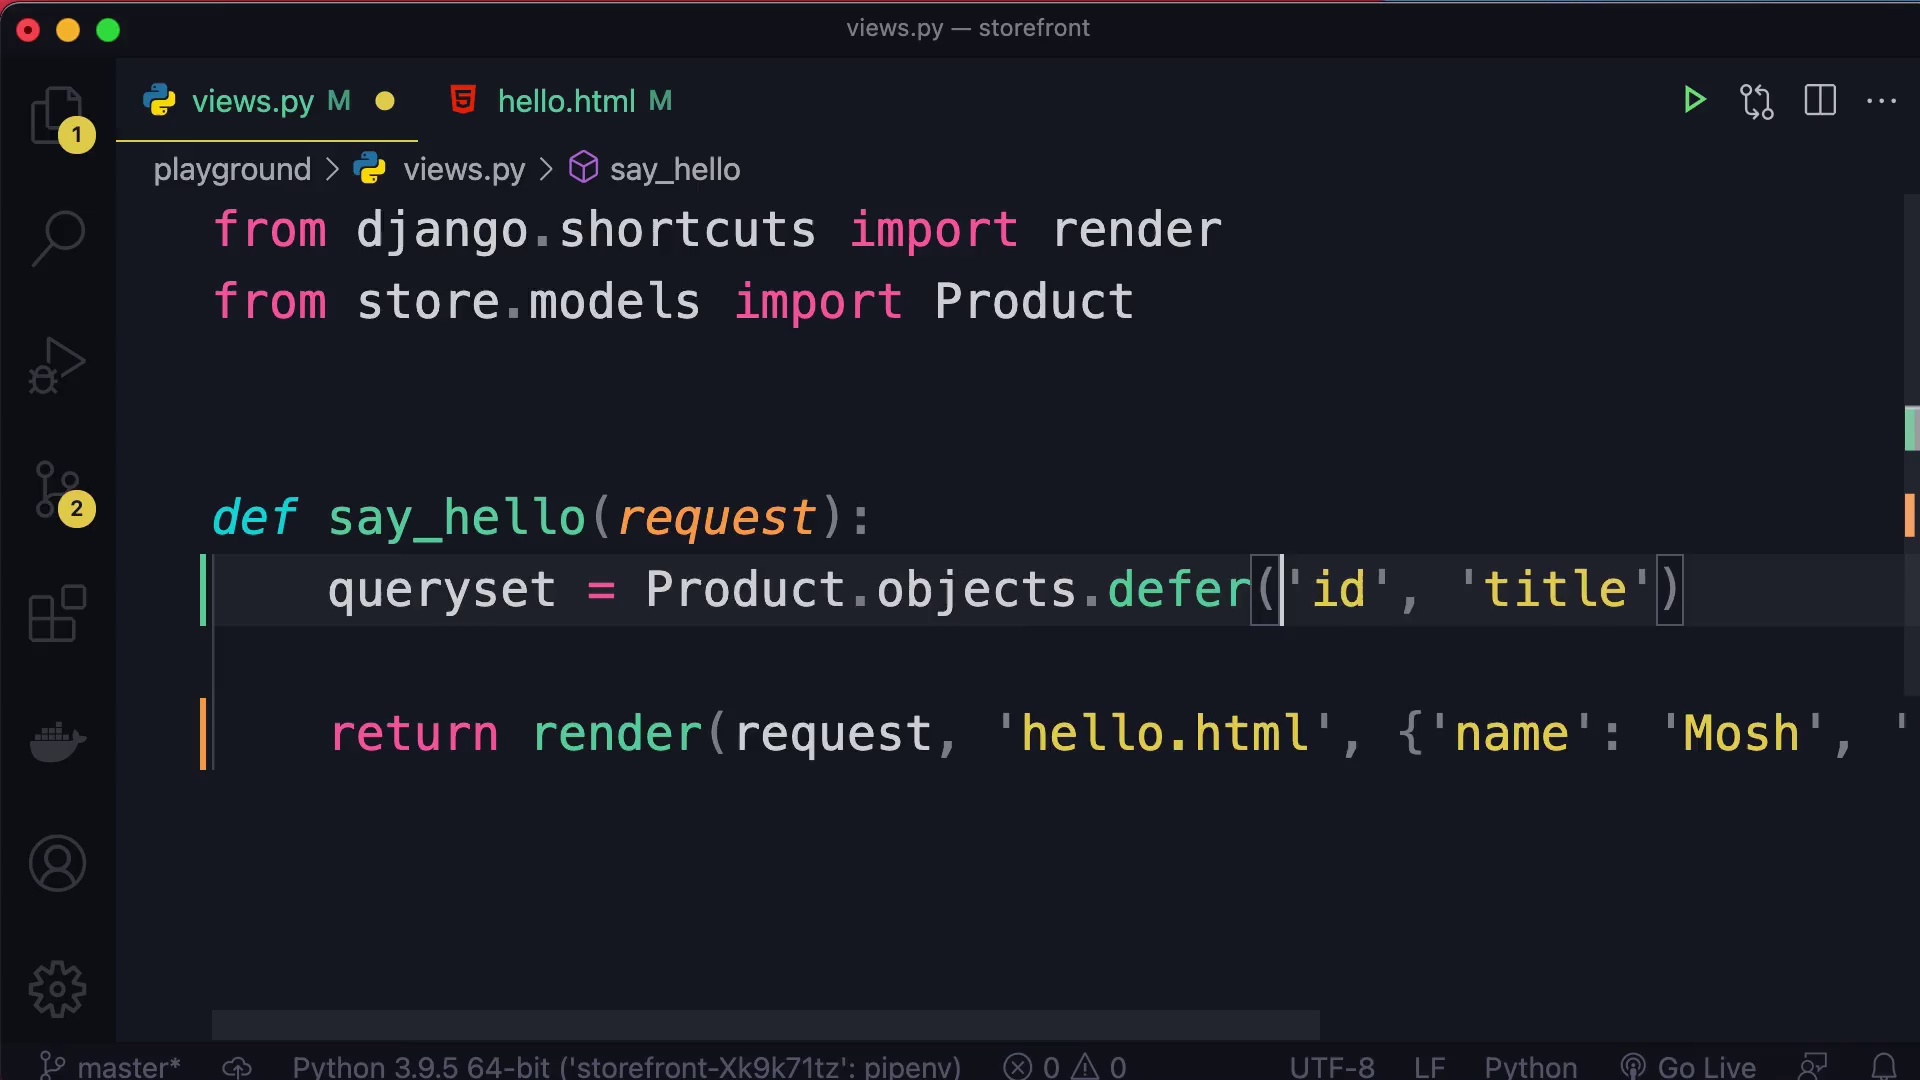 views.py — storefront
views.py M hello.html M
1
playground > views.py > say_hello
from django.shortcuts import render
from store.models import Product
def say_hello(request):
2
queryset = Product.objects.defer('id', 'title')
return render(request, 'hello.html', {'name': 'Mosh', '
master* Python 3.9.5 64-bit ('storefront-Xk9k71tz': pipenv) 0 0 UTF-8 LF Python Go Live